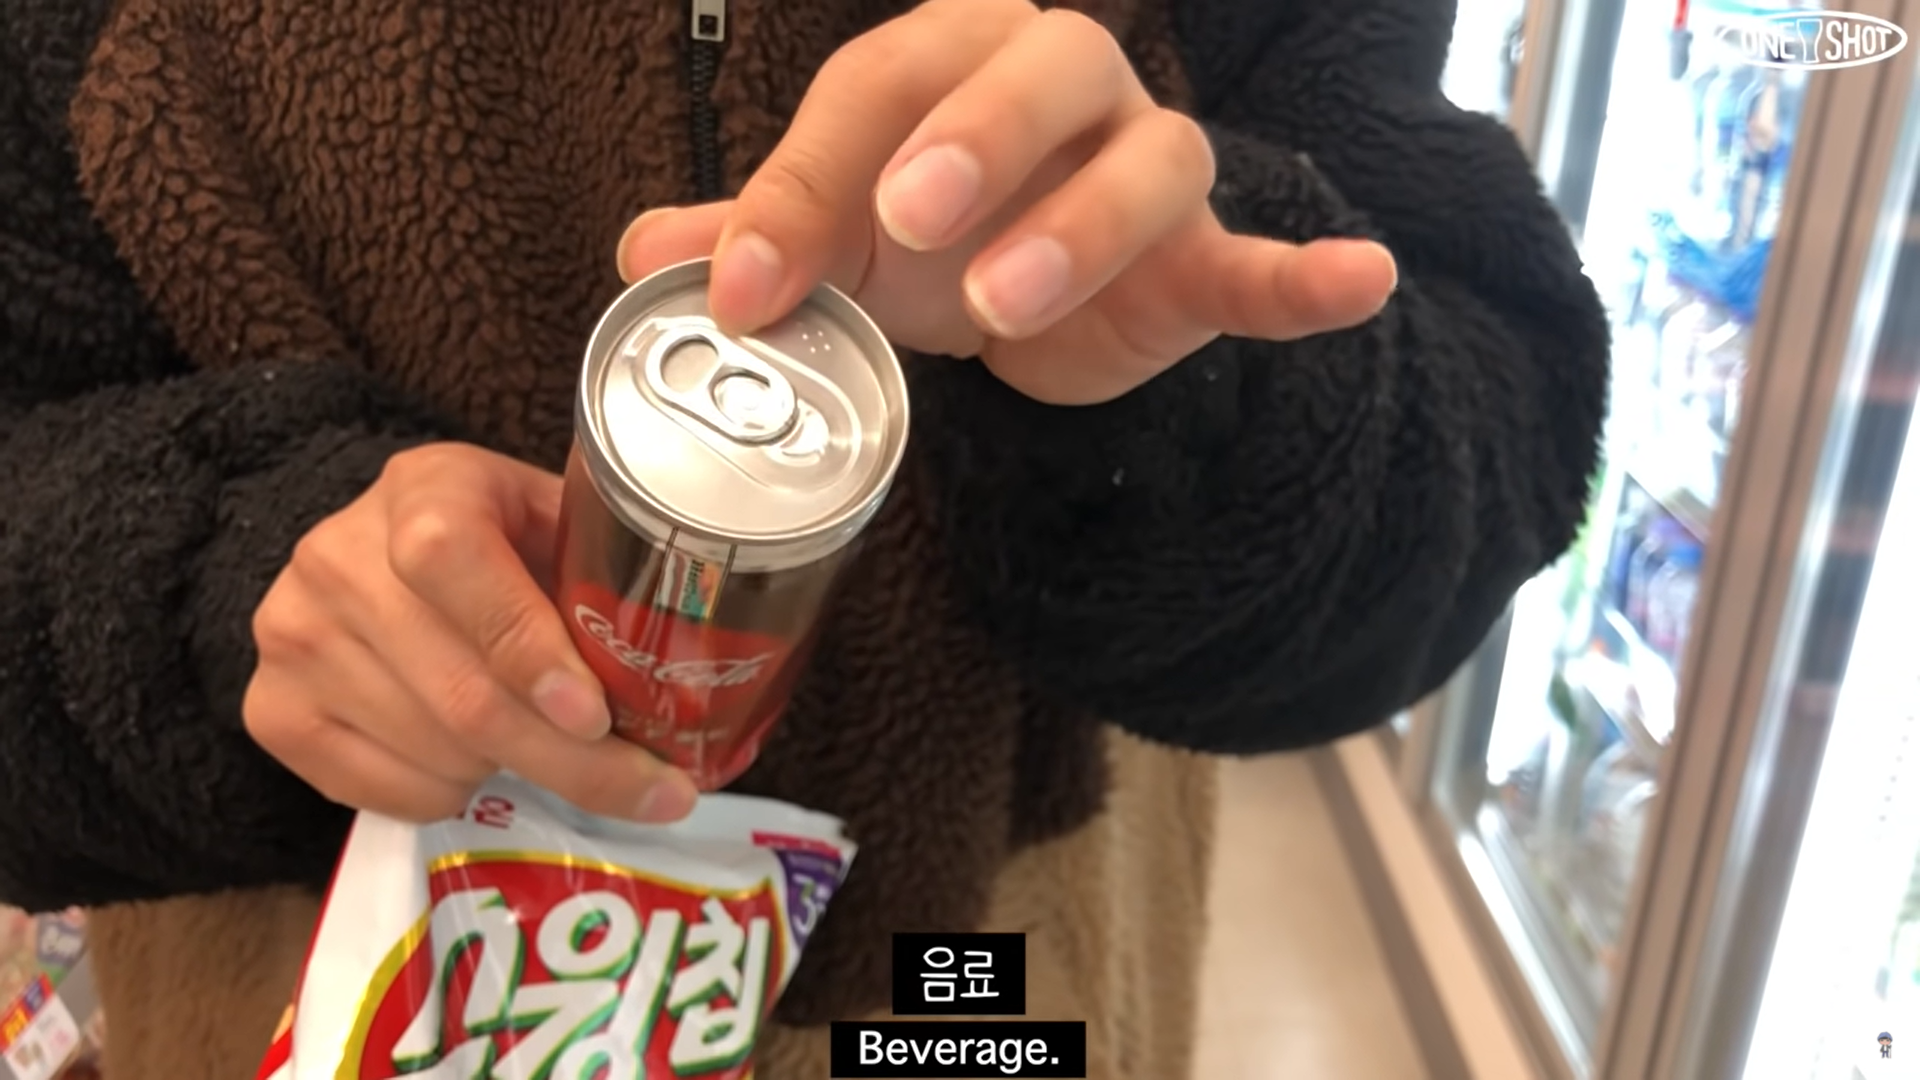 ONE SHOT
Coca-Cola
스윙칩
음료
Beverage.